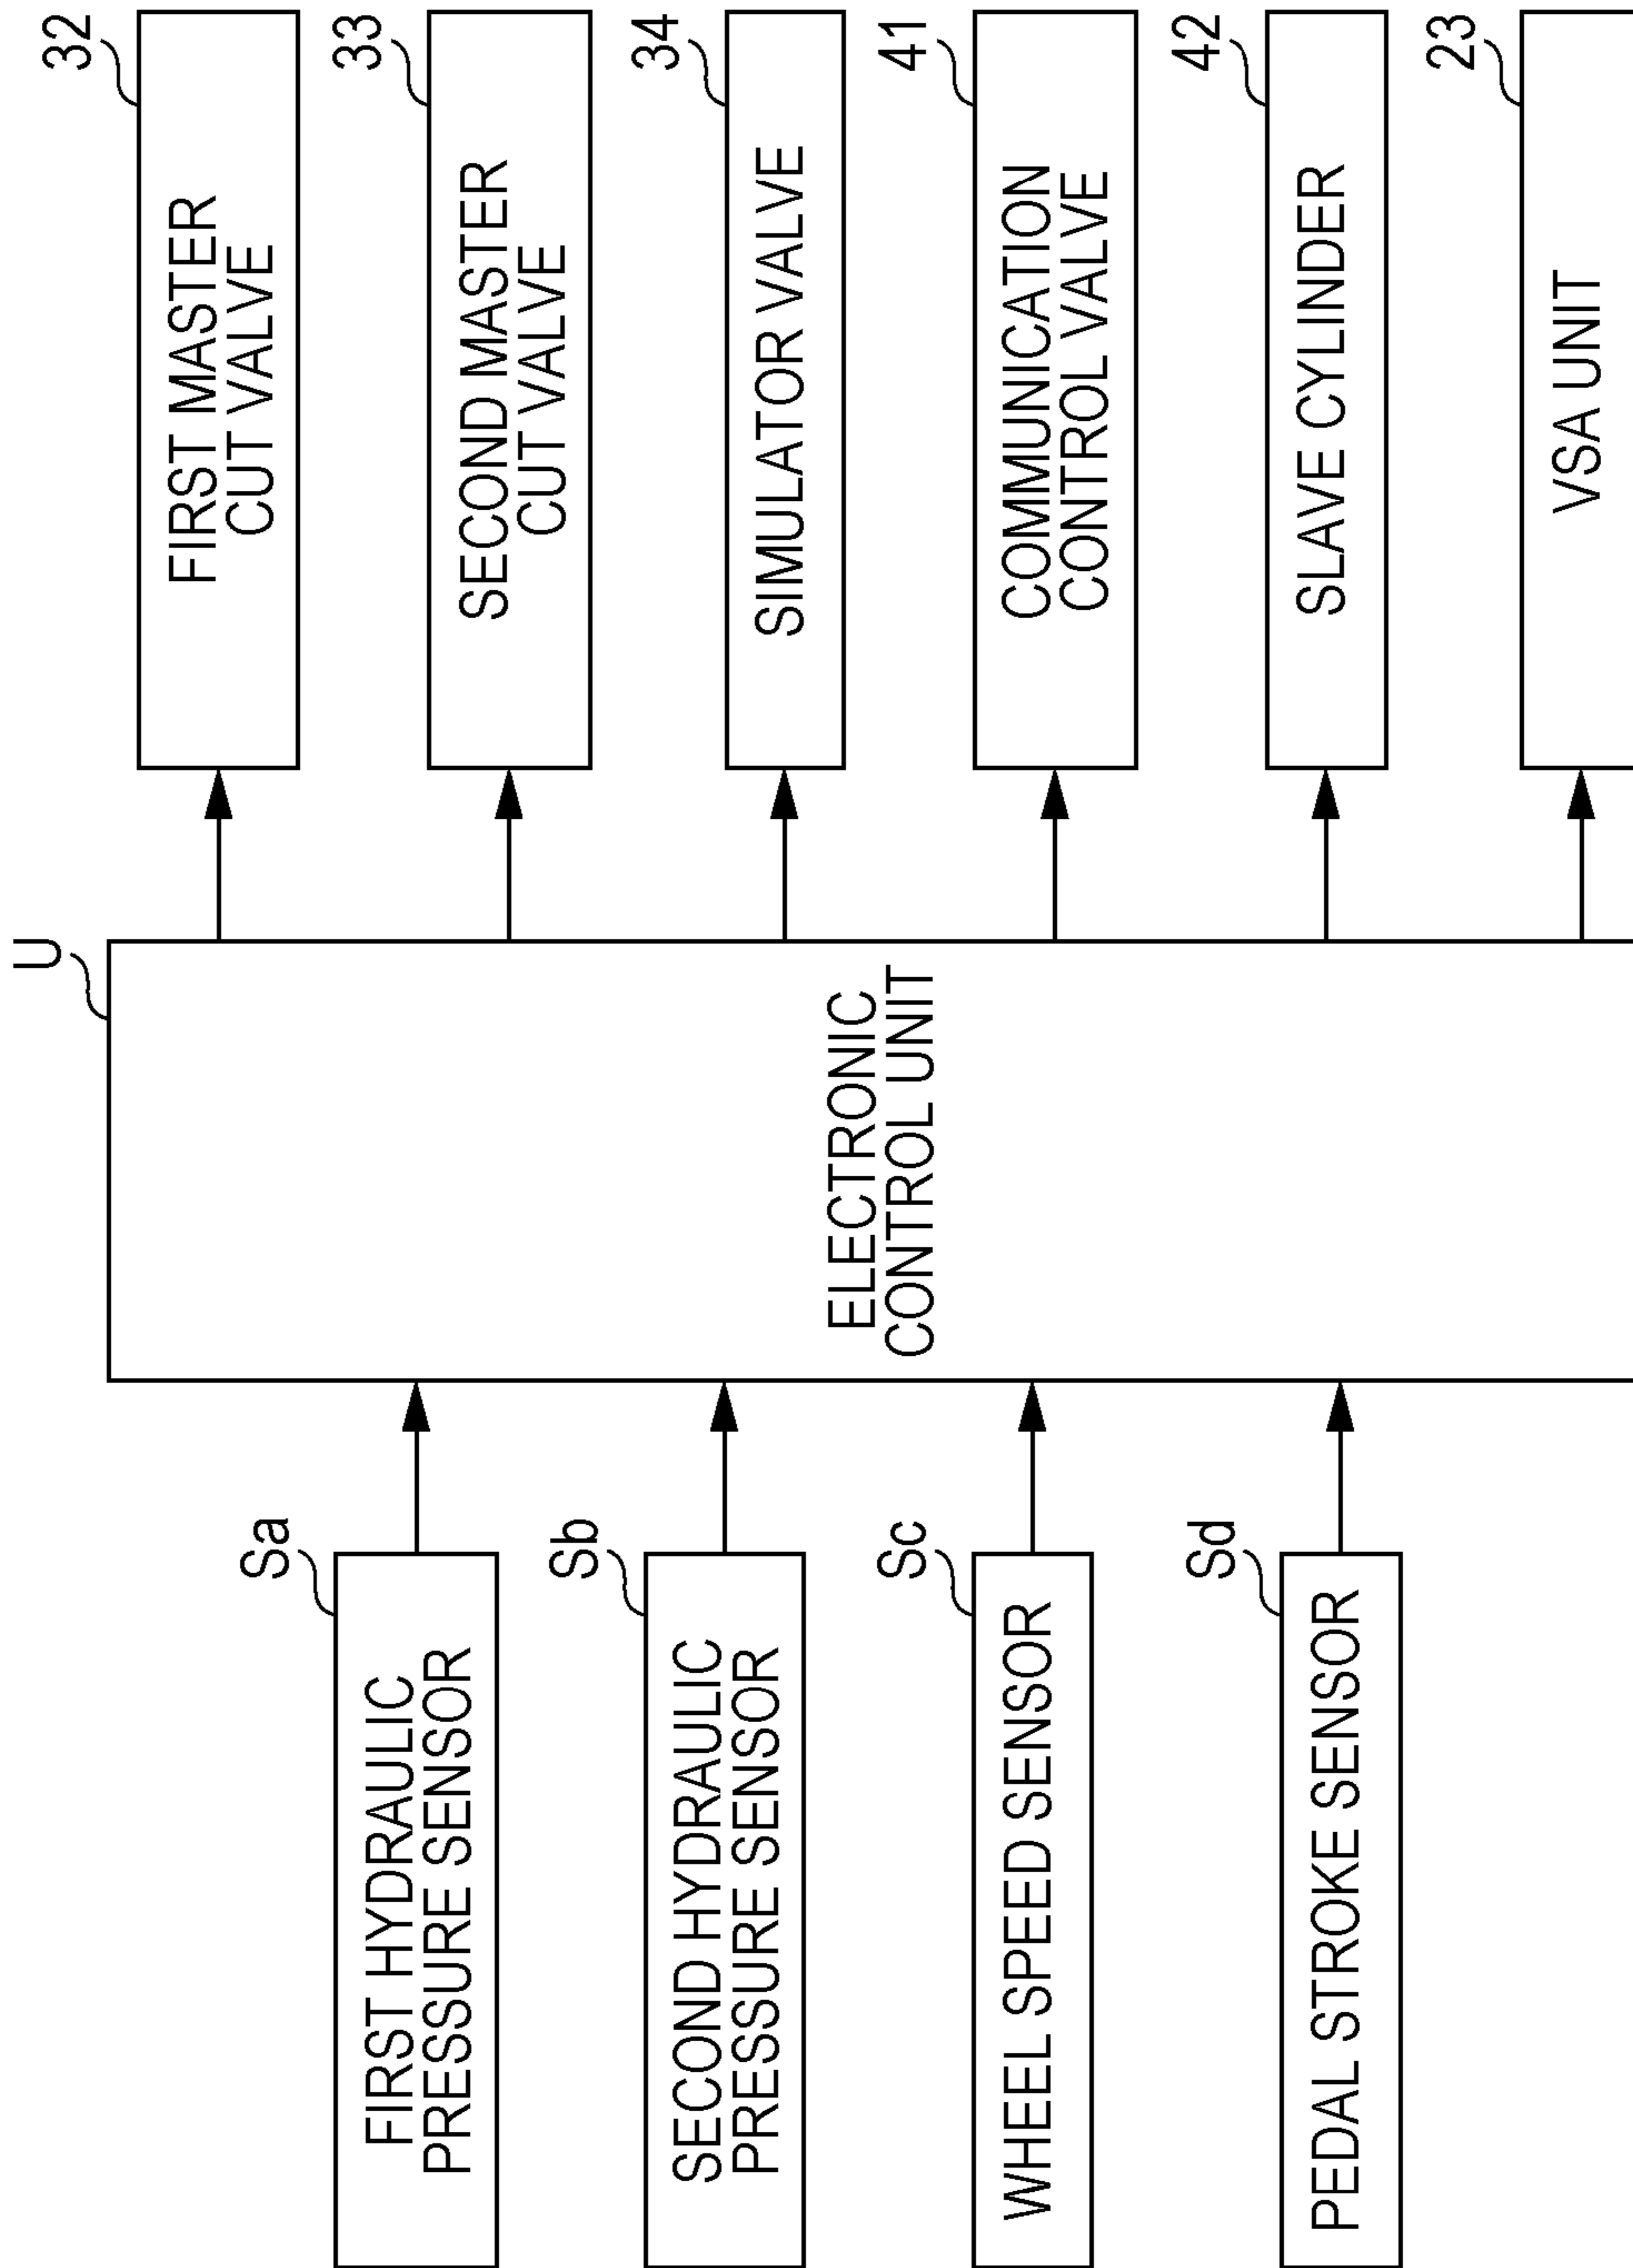 U
Sa
FIRST HYDRAULIC
PRESSURE SENSOR
Sb
SECOND HYDRAULIC
PRESSURE SENSOR
Sc
WHEEL SPEED SENSOR
Sd
PEDAL STROKE SENSOR
ELECTRONIC
CONTROL UNIT
32
FIRST MASTER
CUT VALVE
33
SECOND MASTER
CUT VALVE
34
SIMULATOR VALVE
41
COMMUNICATION
CONTROL VALVE
42
SLAVE CYLINDER
23
VSA UNIT